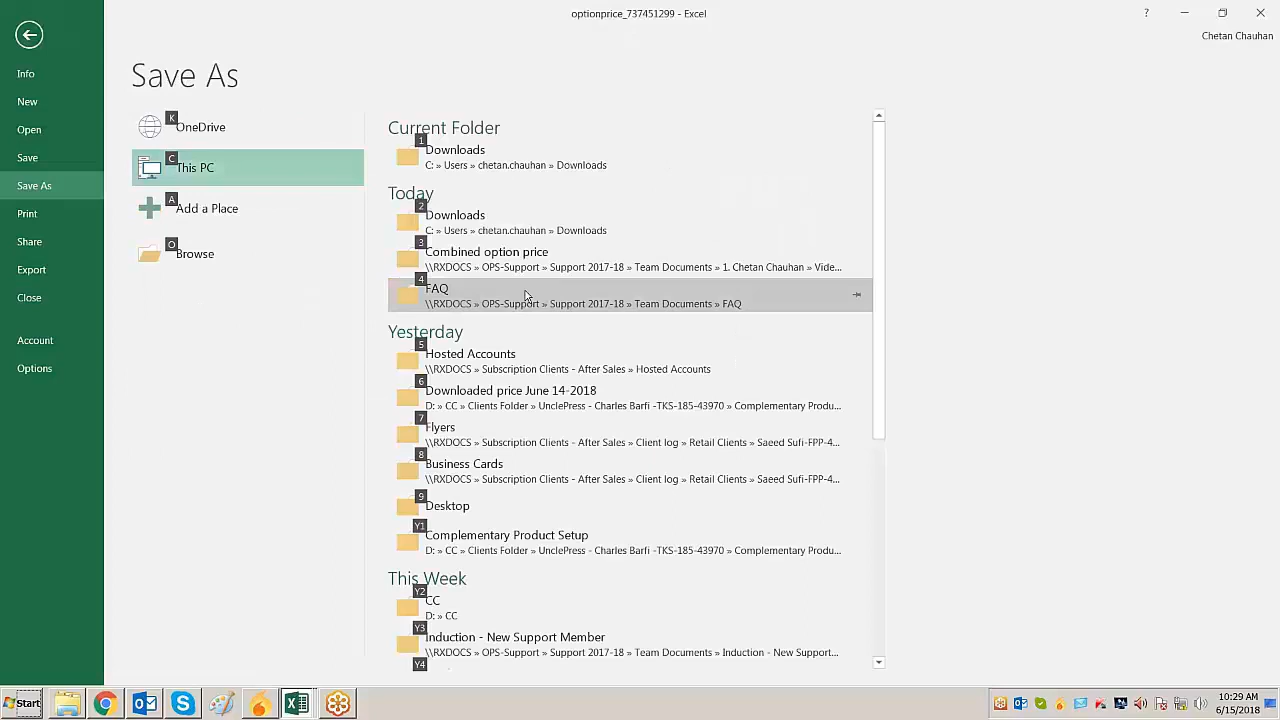 optionprice_737451299 - Excel
?
Chetan Chauhan
Info
New
Open
Save
Save As
Print
Share
Export
Close
Account
Options
Save As
K
OneDrive
C
This PC
A
Add a Place
O
Browse
Current Folder
1
Downloads
C: » Users » chetan.chauhan » Downloads
Today
2
Downloads
C: » Users » chetan.chauhan » Downloads
3
Combined option price
\\RXDOCS » OPS-Support » Support 2017-18 » Team Documents » 1. Chetan Chauhan » Vide...
4
FAQ
\\RXDOCS » OPS-Support » Support 2017-18 » Team Documents » FAQ
Yesterday
5
Hosted Accounts
\\RXDOCS » Subscription Clients - After Sales » Hosted Accounts
6
Downloaded price June 14-2018
D: » CC » Clients Folder » UnclePress - Charles Barfi -TKS-185-43970 » Complementary Produ...
7
Flyers
\\RXDOCS » Subscription Clients - After Sales » Client log » Retail Clients » Saeed Sufi-FPP-4...
8
Business Cards
\\RXDOCS » Subscription Clients - After Sales » Client log » Retail Clients » Saeed Sufi-FPP-4...
9
Desktop
Y1
Complementary Product Setup
D: » CC » Clients Folder » UnclePress - Charles Barfi -TKS-185-43970 » Complementary Produ...
This Week
Y2
CC
D: » CC
Y3
Induction - New Support Member
\\RXDOCS » OPS-Support » Support 2017-18 » Team Documents » Induction - New Support...
Y4
Start
10:29 AM
6/15/2018